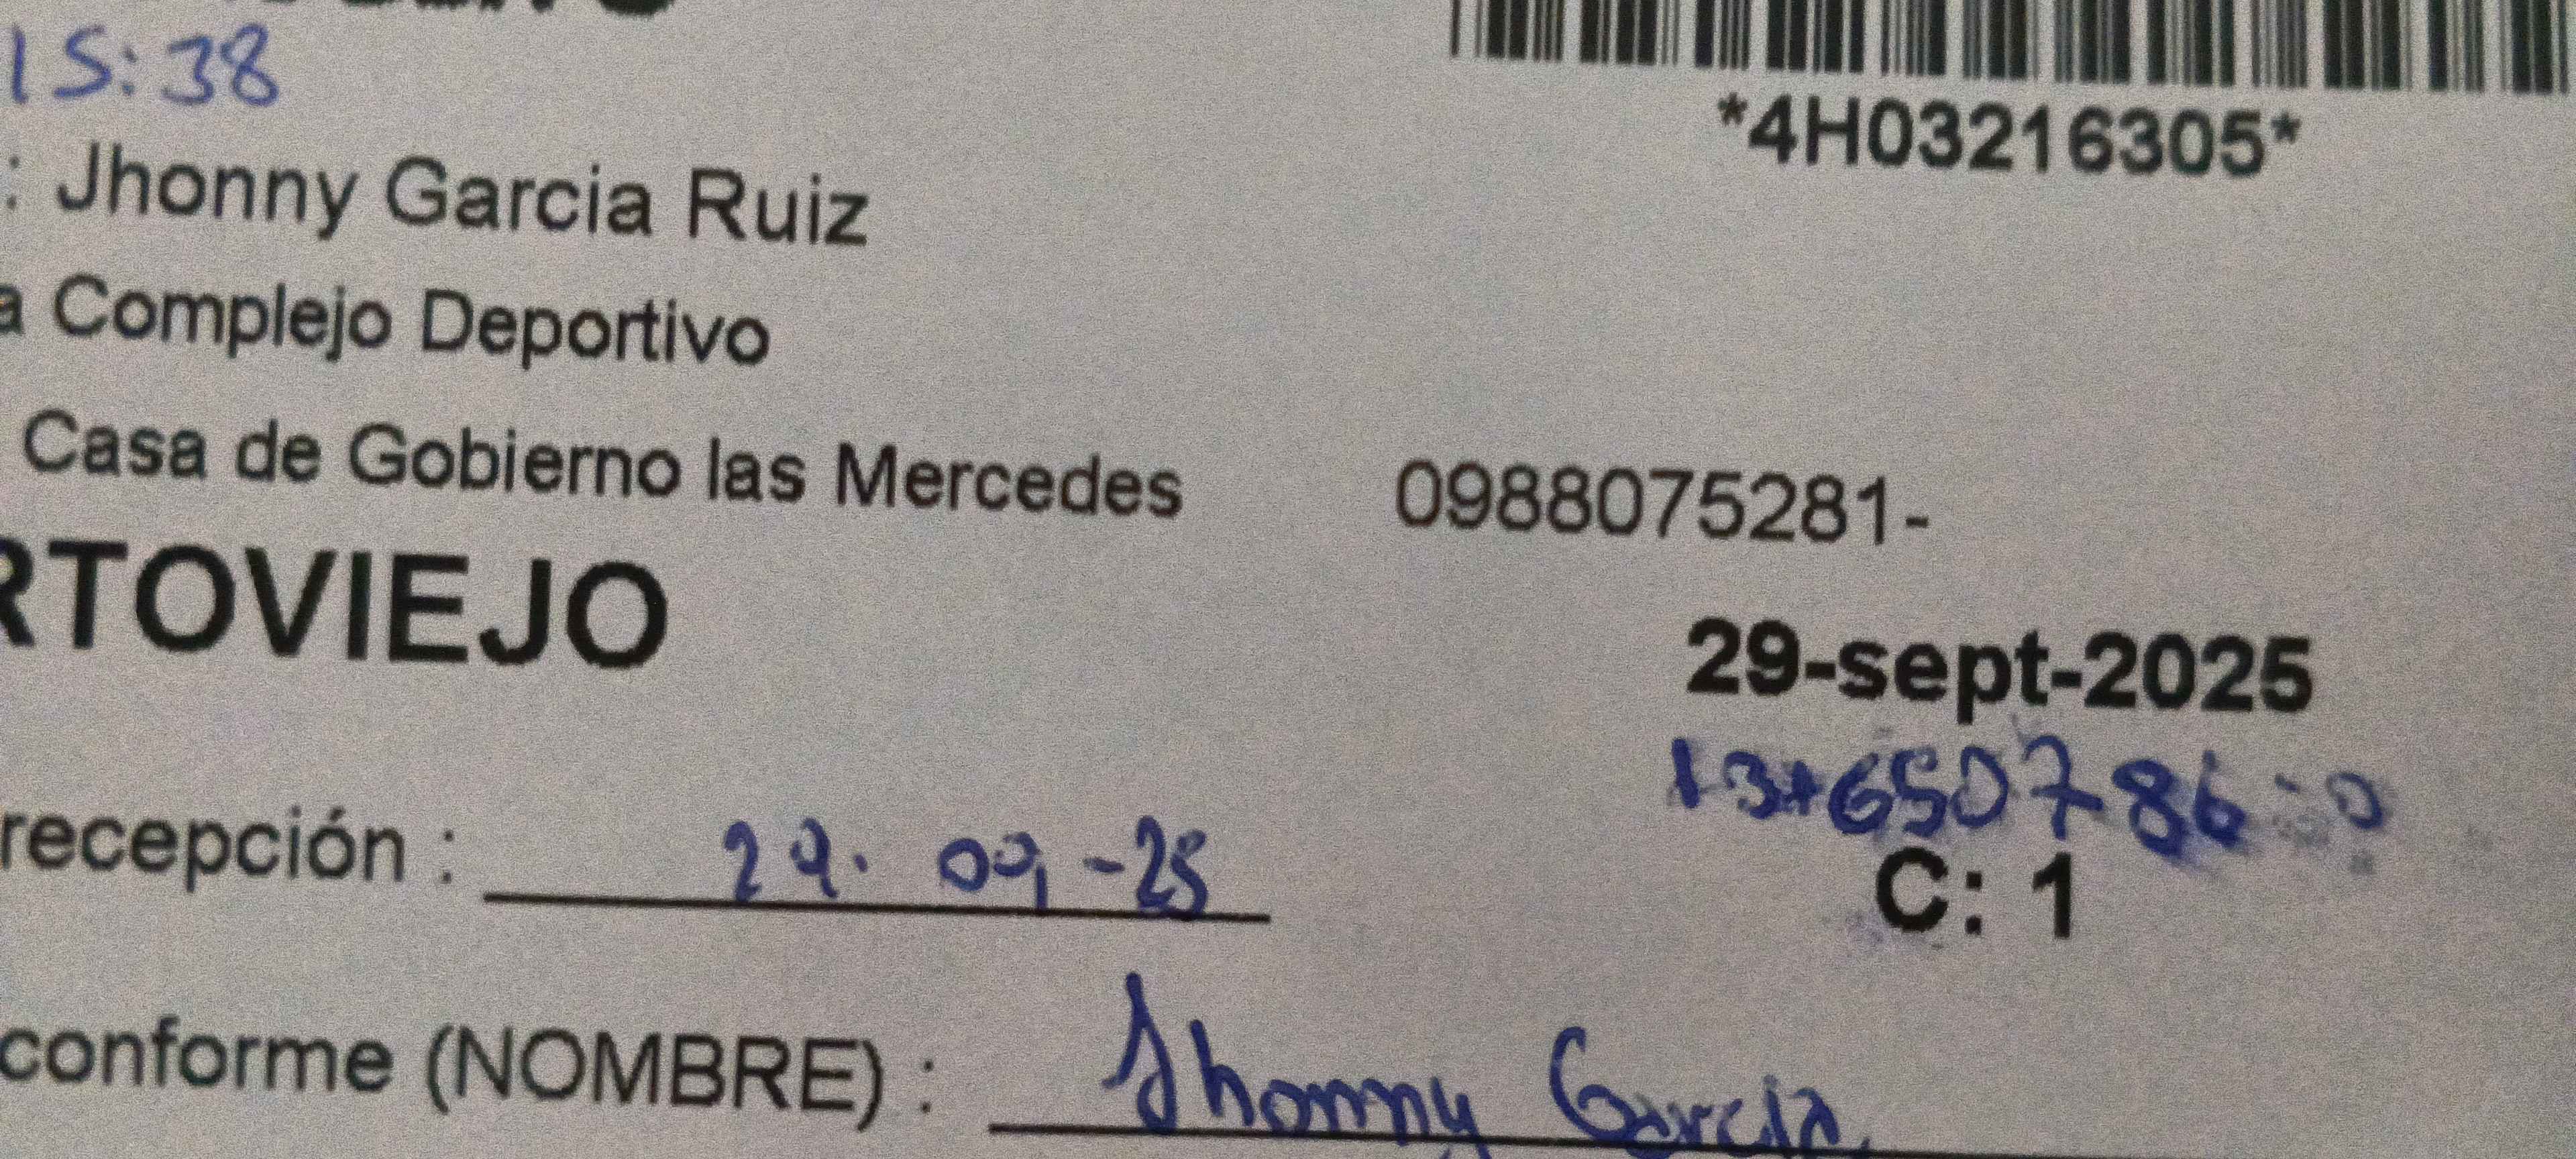 15:38
*4H03216305*
: Jhonny Garcia Ruiz
a Complejo Deportivo
Casa de Gobierno las Mercedes 0988075281-
RTOVIEJO
29-sept-2025
recepción : 29. 09-25
C: 1
conforme (NOMBRE) : Jhonny Garcia